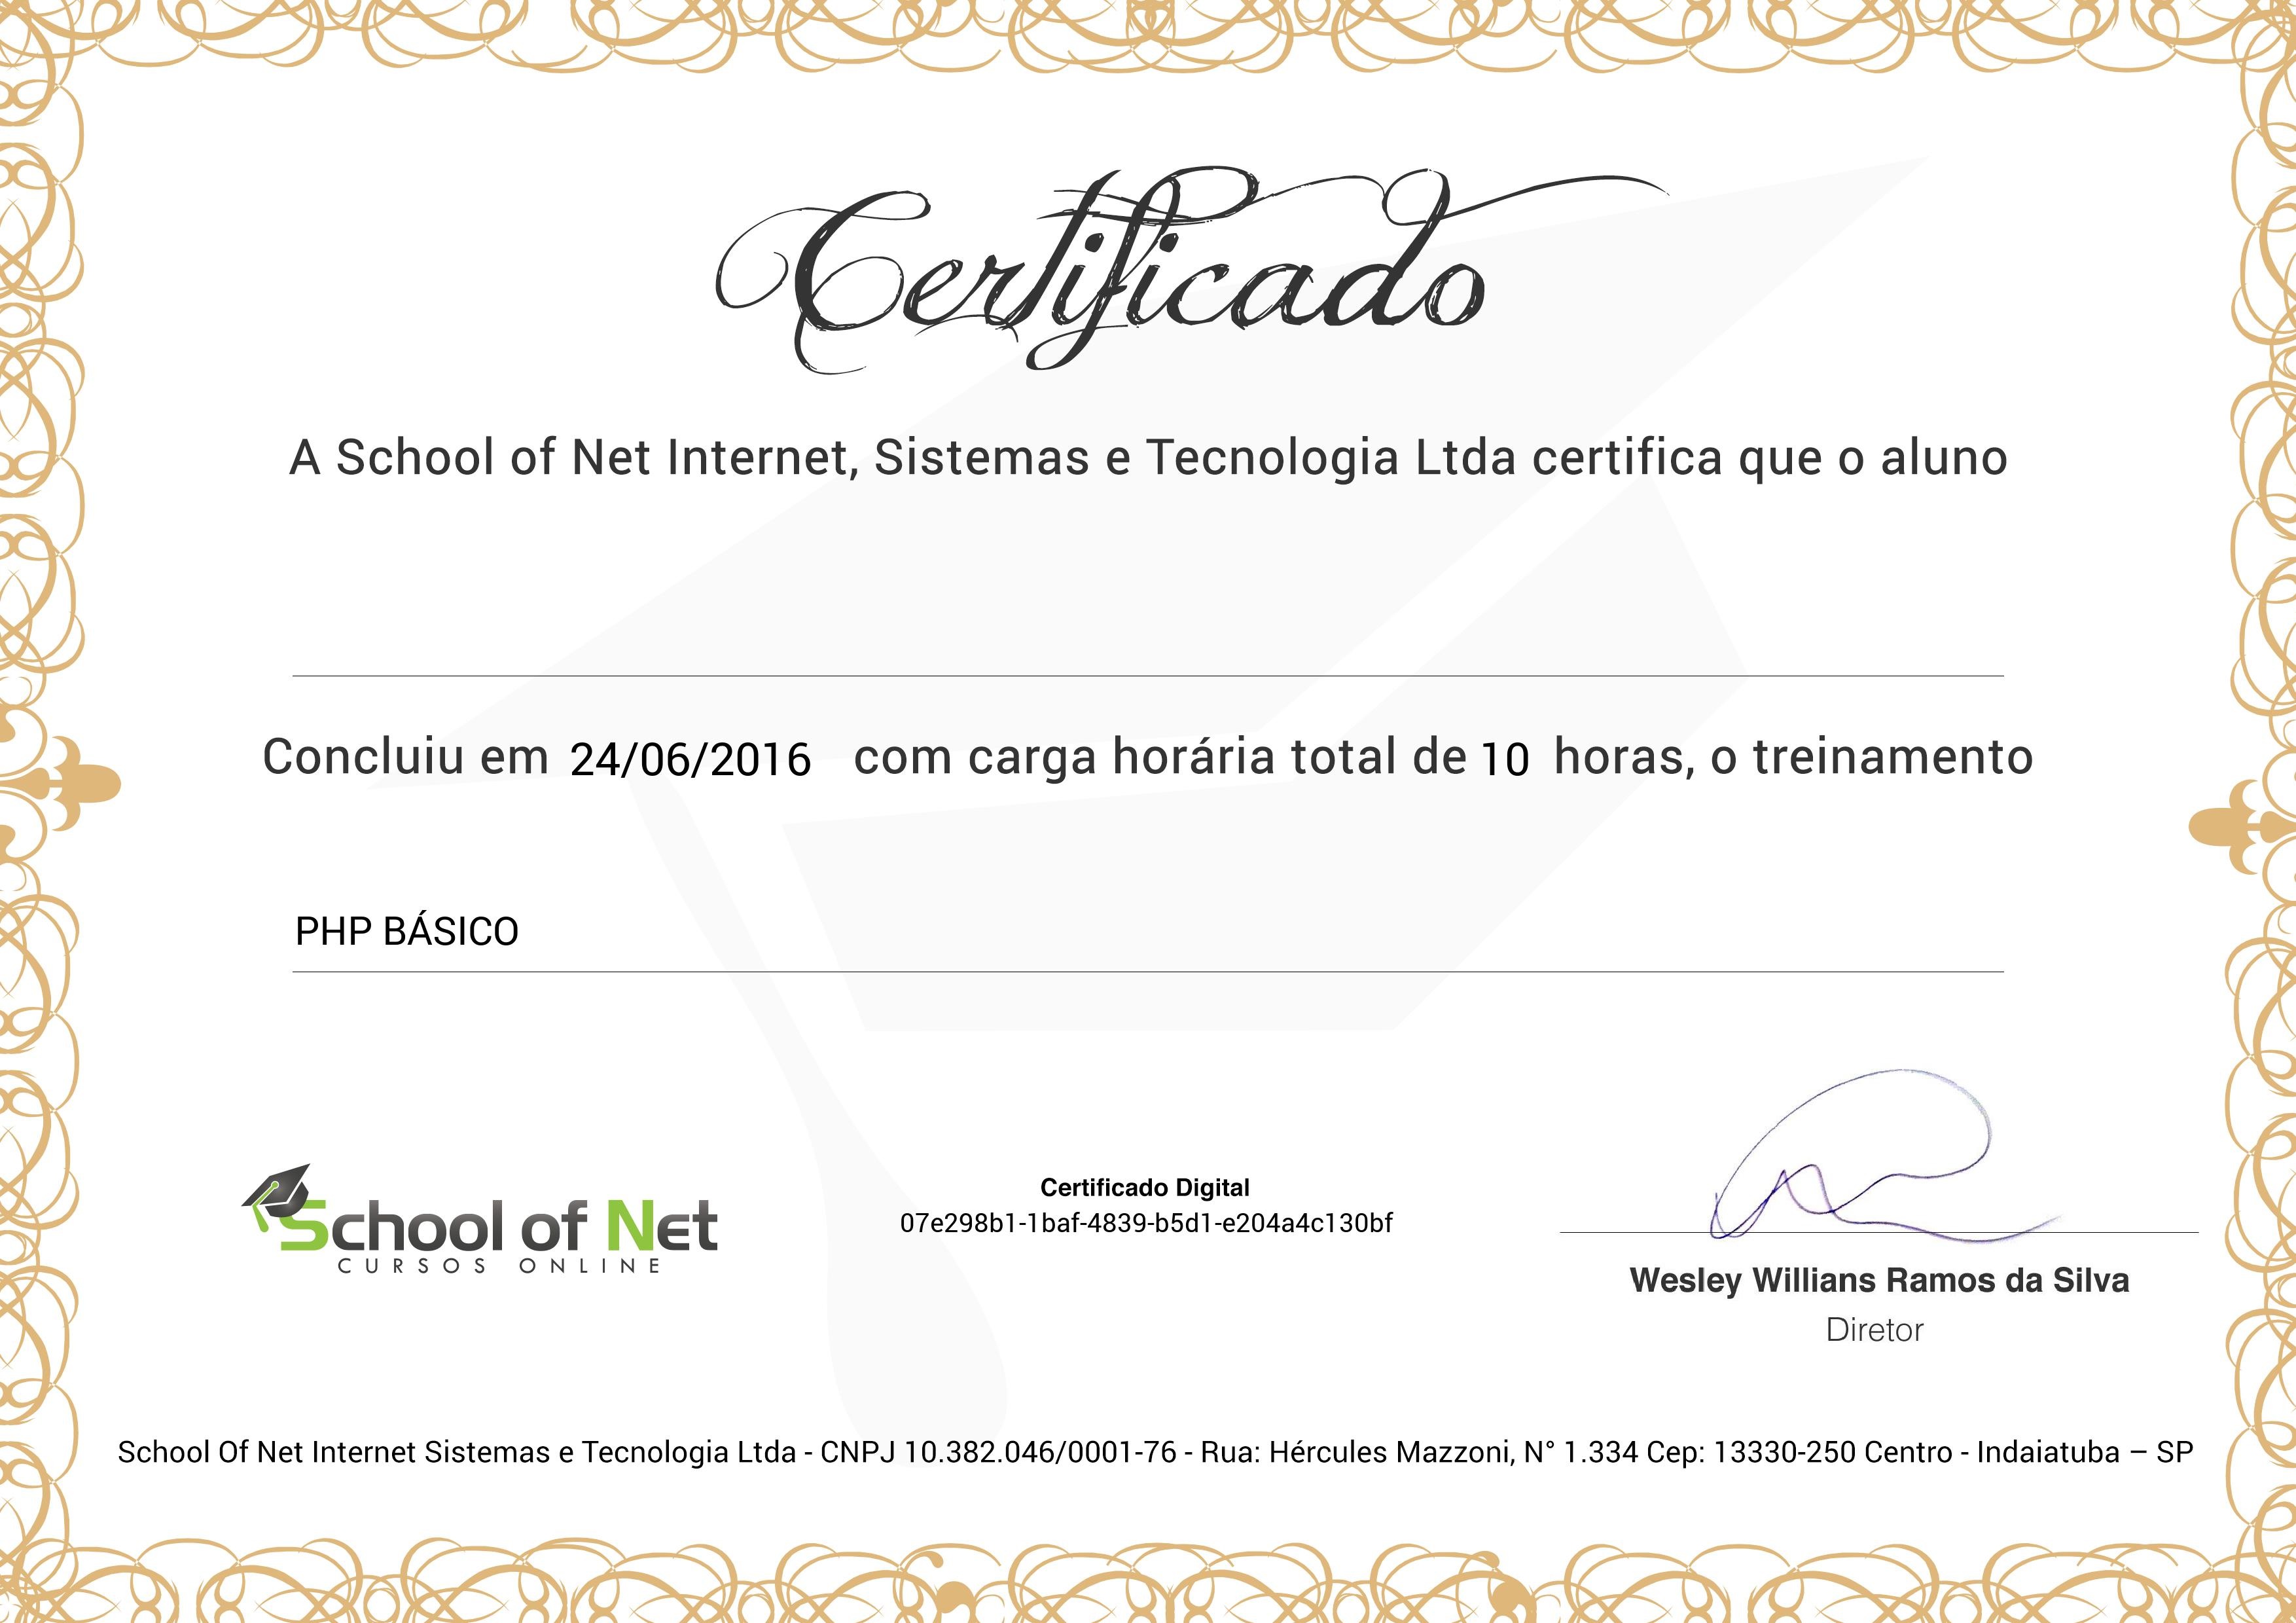 Certificado
A School of Net Internet, Sistemas e Tecnologia Ltda certifica que o aluno
Concluiu em 24/06/2016 com carga horária total de 10 horas, o treinamento
PHP BÁSICO
School of Net
CURSOS ONLINE
Certificado Digital
07e298b1-1baf-4839-b5d1-e204a4c130bf
Wesley Willians Ramos da Silva
Diretor
School Of Net Internet Sistemas e Tecnologia Ltda - CNPJ 10.382.046/0001-76 - Rua: Hércules Mazzoni, N° 1.334 Cep: 13330-250 Centro - Indaiatuba – SP